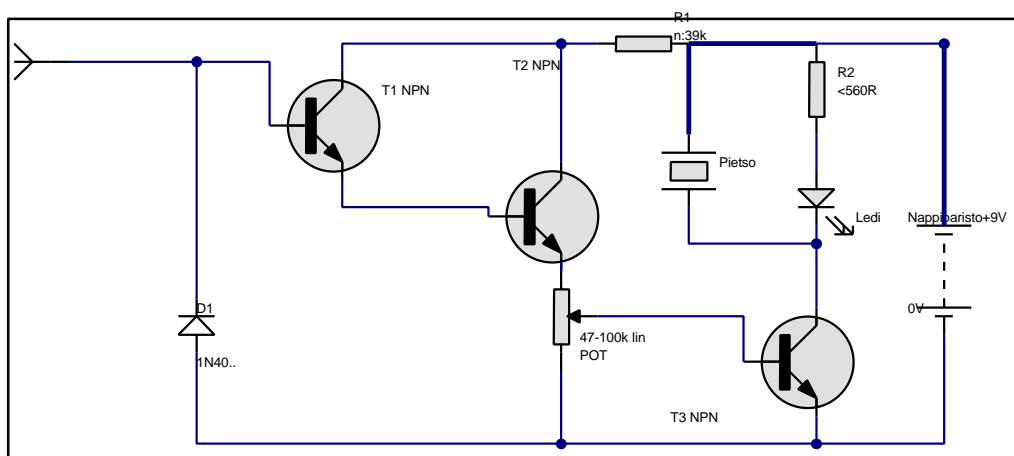 R1
n:39k
T2 NPN
T1 NPN
R2
<560R
Pietso
Ledi
Nappiparisto+9V
D1
0V
47-100k lin
POT
1N40..
T3 NPN